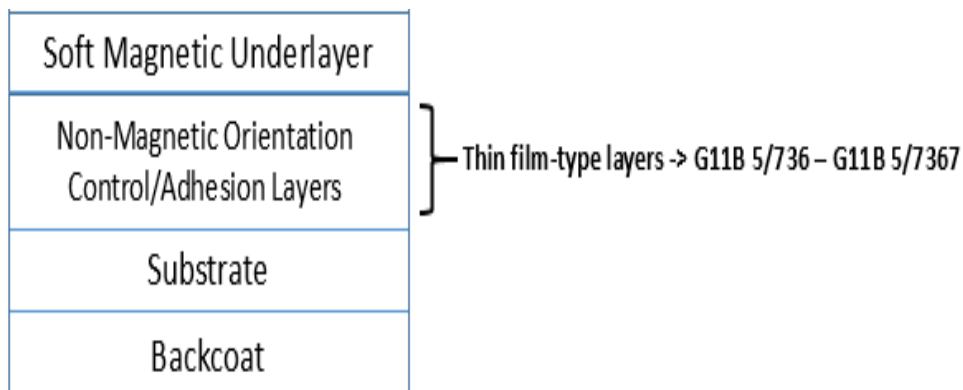 Soft Magnetic Underlayer
Non-Magnetic Orientation
Control/Adhesion Layers
Thin film-type layers -> G11B 5/736 – G11B 5/7367
Substrate
Backcoat